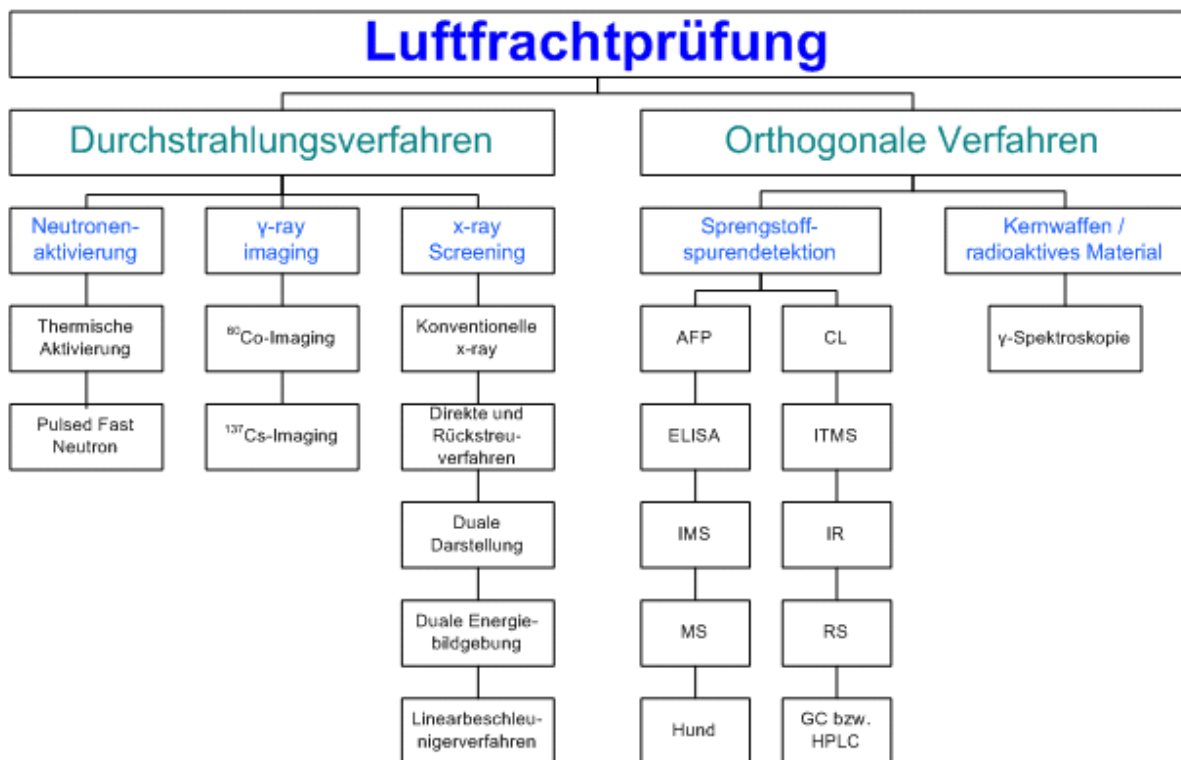 Luftfrachtprüfung
Durchstrahlungsverfahren
Orthogonale Verfahren
Neutronen-
aktivierung
γ-ray
imaging
x-ray
Screening
Sprengstoff-
spurendetektion
Kernwaffen /
radioaktives Material
Thermische
Aktivierung
⁶⁰Co-Imaging
Konventionelle
x-ray
AFP
CL
γ-Spektroskopie
Pulsed Fast
Neutron
¹³⁷Cs-Imaging
Direkte und
Rückstreu-
verfahren
ELISA
ITMS
Duale
Darstellung
IMS
IR
Duale Energie-
bildgebung
MS
RS
Linearbeschleu-
nigerverfahren
Hund
GC bzw.
HPLC